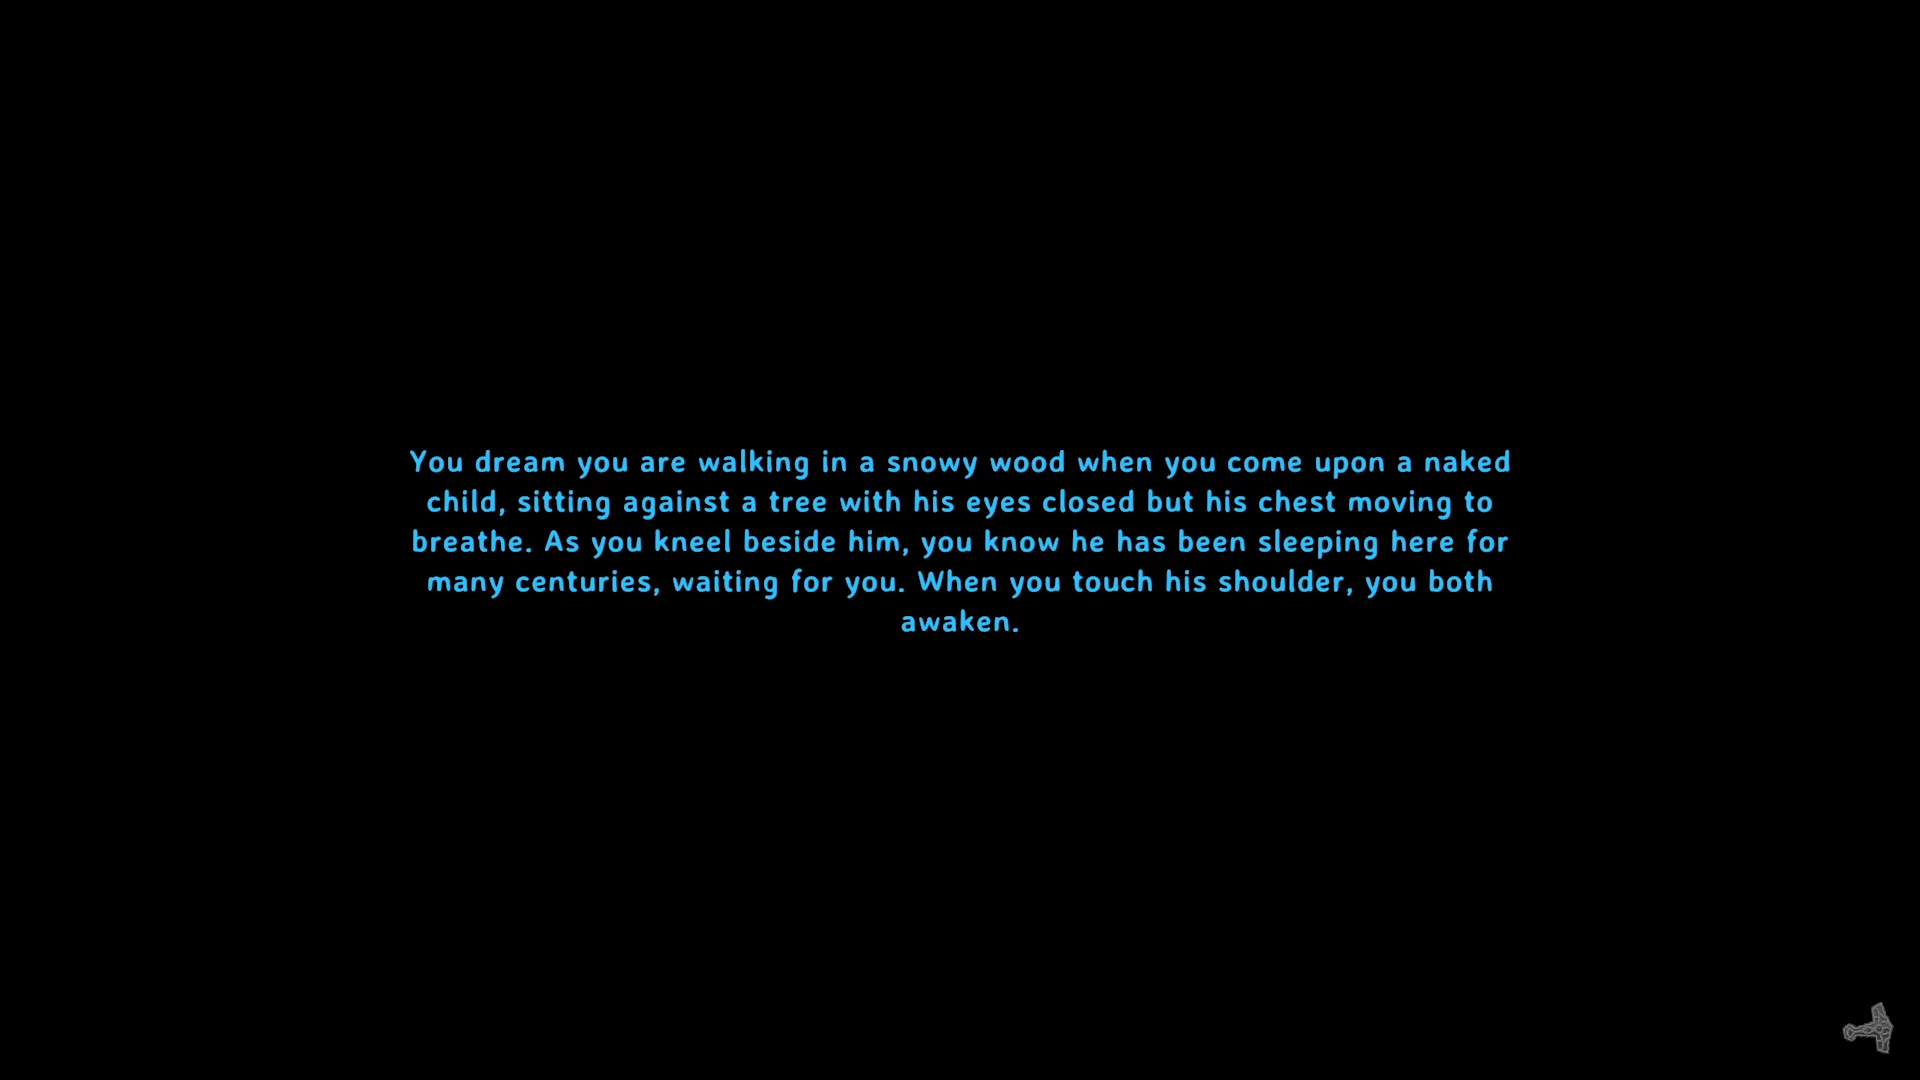 You dream you are walking in a snowy wood when you come upon a naked
child, sitting against a tree with his eyes closed but his chest moving to
breathe. As you kneel beside him, you know he has been sleeping here for
many centuries, waiting for you. When you touch his shoulder, you both
awaken.